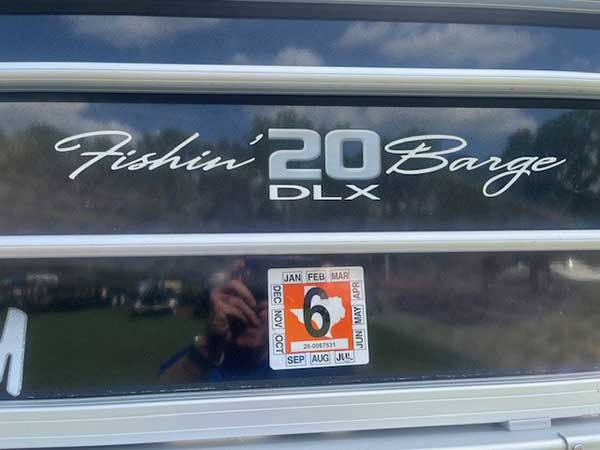 Fishin' 20 Barge
DLX
JAN FEB MAR
DEC NOV OCT
6
APR MAY JUN
26-0087531
SEP AUG JUL